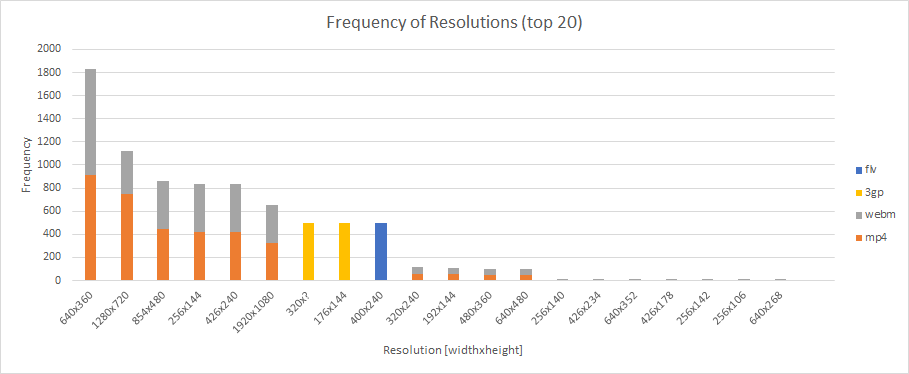 Frequency of Resolutions (top 20)
2000
1800
1600
1400
1200
1000
800
600
400
200
0
Frequency
640x360
1280x720
854x480
256x144
426x240
1920x1080
320x?
176x144
400x240
320x240
192x144
480x360
640x480
256x140
426x234
640x352
426x178
256x142
256x106
640x268
Resolution [widthxheight]
flv
3gp
webm
mp4